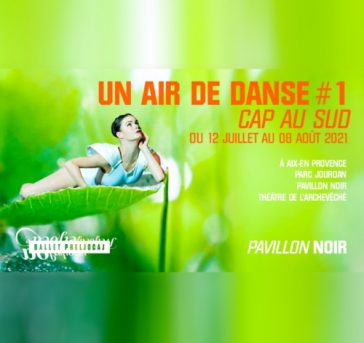 UN AIR DE DANSE #1
CAP AU SUD
DU 12 JUILLET AU 08 AOÛT 2021
À AIX-EN PROVENCE
PARC JOURDAN
PAVILLON NOIR
THÉÂTRE DE L'ARCHEVÊCHÉ
BALLET PRELJOCAJ
PAVILLON NOIR